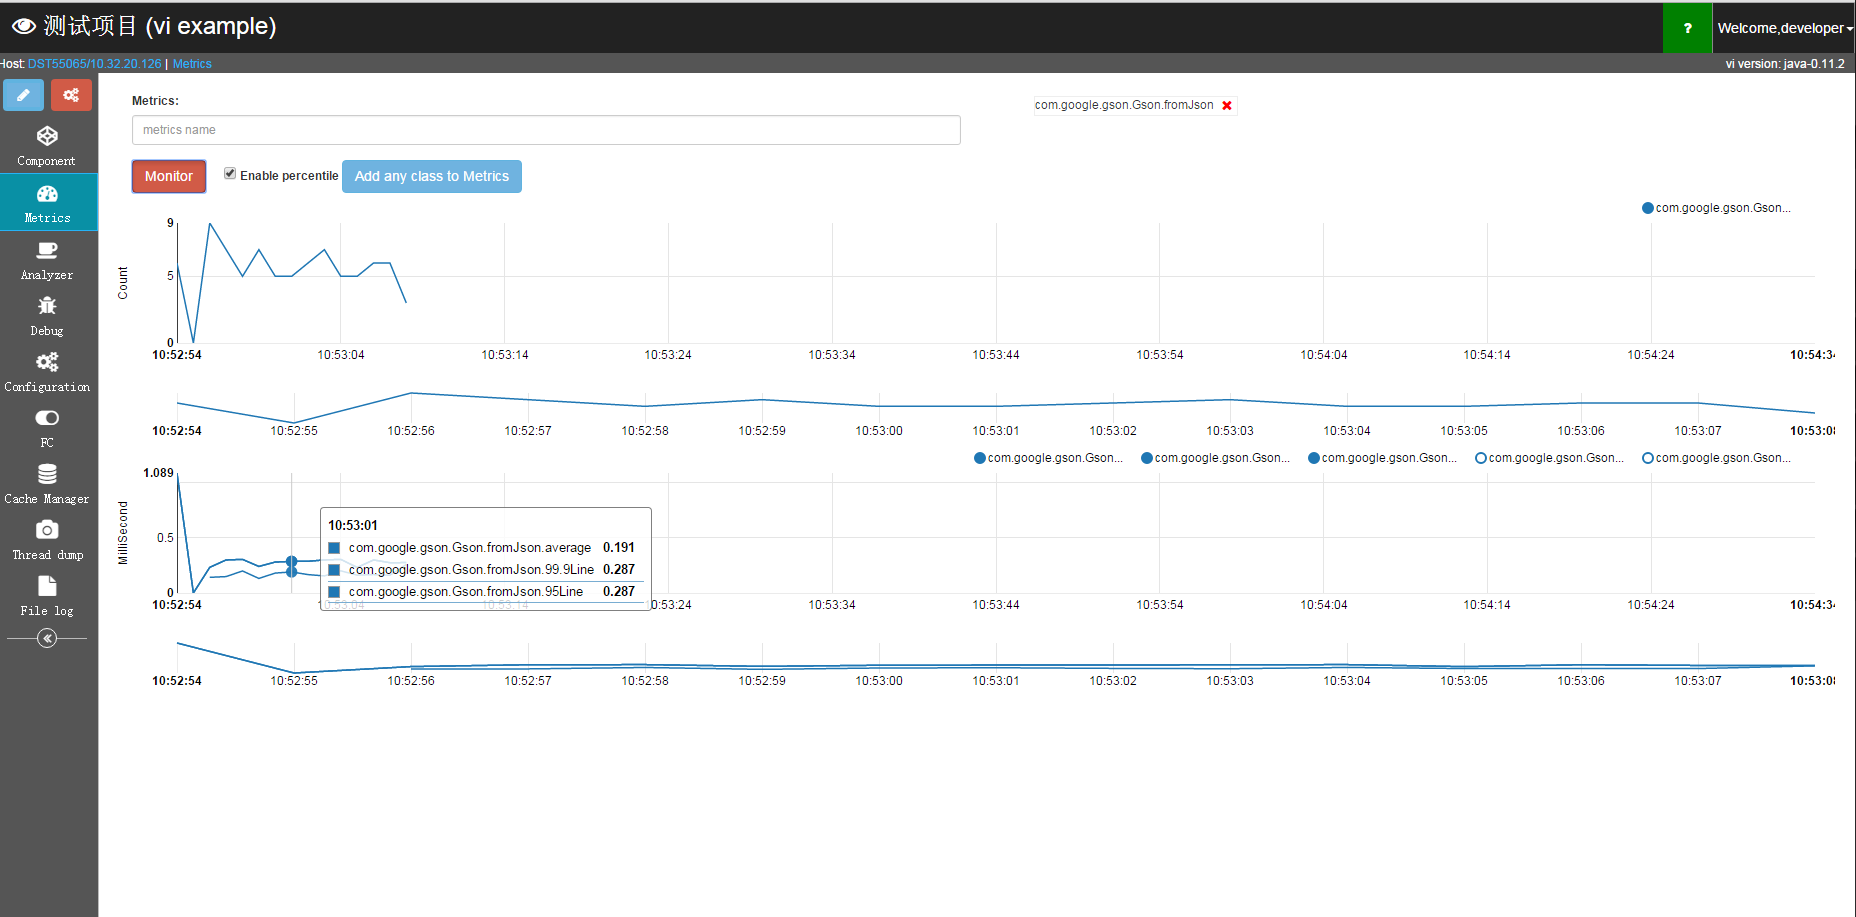 测试项目 (vi example)
?
Welcome,developer
Host: DST55065/10.32.20.126 | Metrics
vi version: java-0.11.2
Component
Metrics
Analyzer
Debug
Configuration
FC
Cache Manager
Thread dump
File log
Metrics:
metrics name
com.google.gson.Gson.fromJson
Monitor
Enable percentile
Add any class to Metrics
com.google.gson.Gson...
Count
9
5
0
10:52:54 10:53:04 10:53:14 10:53:24 10:53:34 10:53:44 10:53:54 10:54:04 10:54:14 10:54:24 10:54:34
10:52:54 10:52:55 10:52:56 10:52:57 10:52:58 10:52:59 10:53:00 10:53:01 10:53:02 10:53:03 10:53:04 10:53:05 10:53:06 10:53:07 10:53:08
com.google.gson.Gson... com.google.gson.Gson... com.google.gson.Gson... com.google.gson.Gson... com.google.gson.Gson...
MilliSecond
1.089
0.5
0
10:53:01
com.google.gson.Gson.fromJson.average 0.191
com.google.gson.Gson.fromJson.99.9Line 0.287
com.google.gson.Gson.fromJson.95Line 0.287
10:52:54 10:53:04 10:53:14 10:53:24 10:53:34 10:53:44 10:53:54 10:54:04 10:54:14 10:54:24 10:54:34
10:52:54 10:52:55 10:52:56 10:52:57 10:52:58 10:52:59 10:53:00 10:53:01 10:53:02 10:53:03 10:53:04 10:53:05 10:53:06 10:53:07 10:53:08